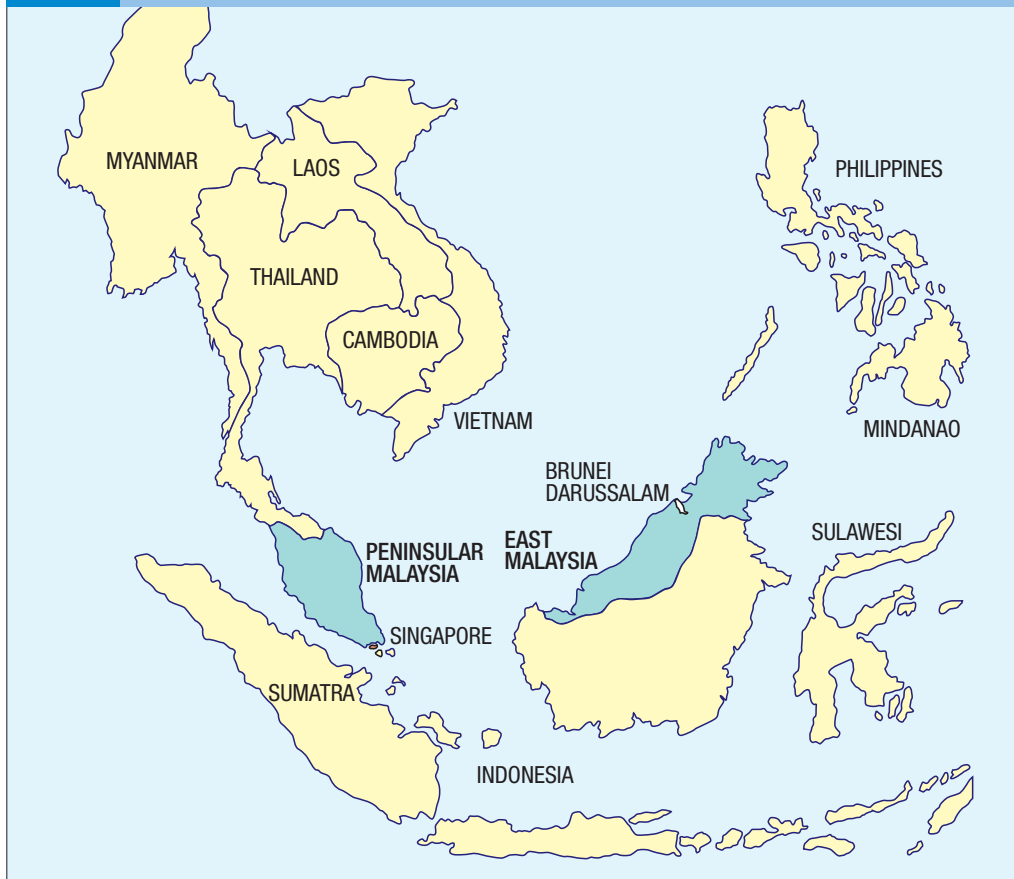 MYANMAR
LAOS
PHILIPPINES
THAILAND
CAMBODIA
VIETNAM
MINDANAO
BRUNEI
DARUSSALAM
SULAWESI
PENINSULAR
MALAYSIA
EAST
MALAYSIA
SINGAPORE
SUMATRA
INDONESIA